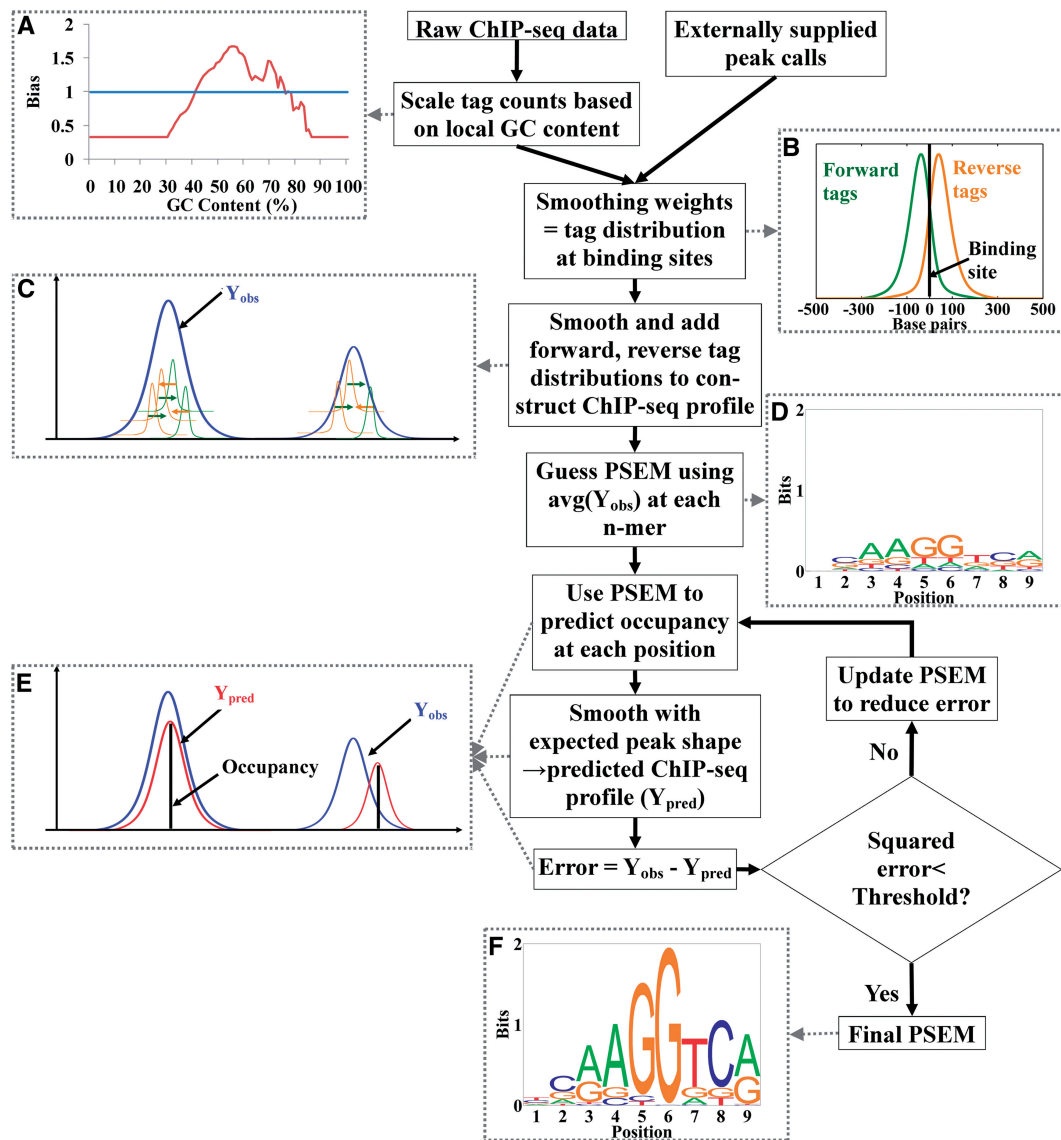 A
2
1.5
1
0.5
0
Bias
0 10 20 30 40 50 60 70 80 90 100
GC Content (%)
Raw ChIP-seq data
Externally supplied
peak calls
Scale tag counts based
on local GC content
B
Forward
tags
Reverse
tags
Binding
site
-500 -300 -100 0 100 300 500
Base pairs
Smoothing weights
= tag distribution
at binding sites
C
Yobs
Smooth and add
forward, reverse tag
distributions to con-
struct ChIP-seq profile
D
2
1
0
Bits
C A A G G T C A
1 2 3 4 5 6 7 8 9
Position
Guess PSEM using
avg(Yobs) at each
n-mer
Use PSEM to
predict occupancy
at each position
Update PSEM
to reduce error
E
Ypred
Yobs
Occupancy
Smooth with
expected peak shape
→predicted ChIP-seq
profile (Ypred)
No
Error = Yobs - Ypred
Squared
error<
Threshold?
Yes
Final PSEM
F
2
1
0
Bits
C A A G G T C A
1 2 3 4 5 6 7 8 9
Position